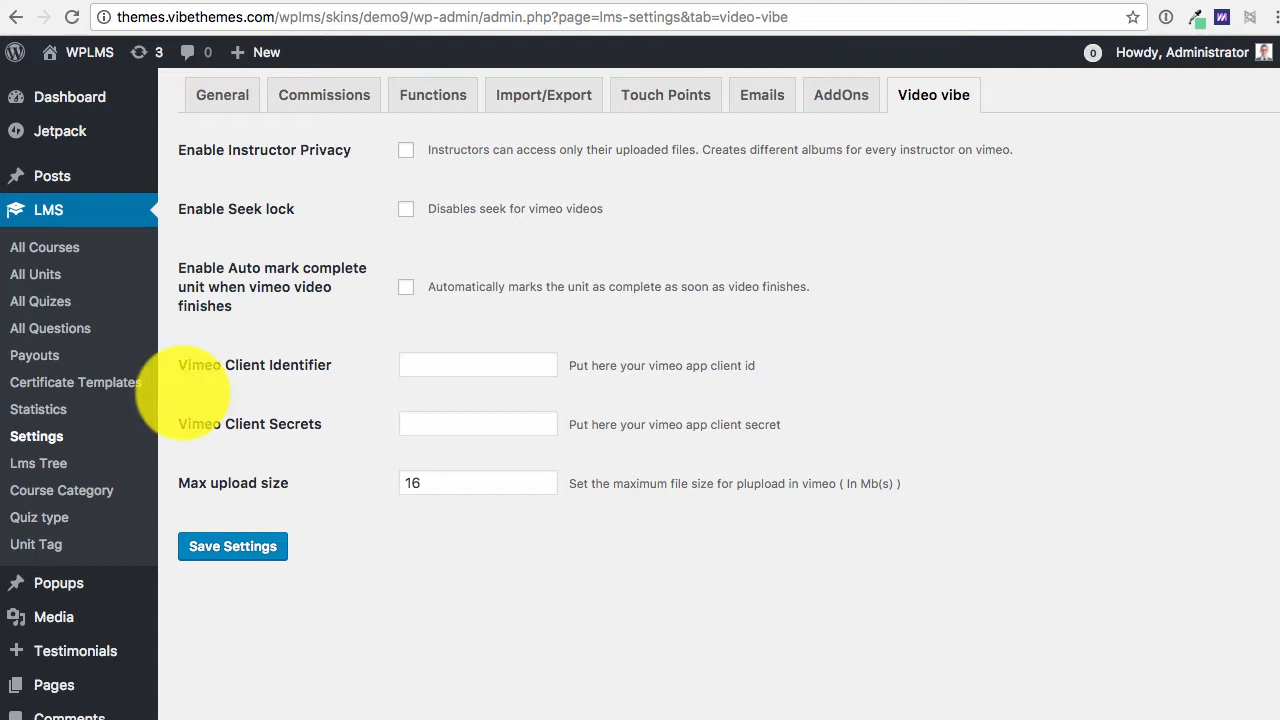 themes.vibethemes.com/wplms/skins/demo9/wp-admin/admin.php?page=lms-settings&tab=video-vibe
WPLMS 3 0 New 0 Howdy, Administrator
Dashboard
Jetpack
Posts
LMS
All Courses
All Units
All Quizes
All Questions
Payouts
Certificate Templates
Statistics
Settings
Lms Tree
Course Category
Quiz type
Unit Tag
Popups
Media
Testimonials
Pages
Comments
General Commissions Functions Import/Export Touch Points Emails AddOns Video vibe
Enable Instructor Privacy Instructors can access only their uploaded files. Creates different albums for every instructor on vimeo.
Enable Seek lock Disables seek for vimeo videos
Enable Auto mark complete
unit when vimeo video
finishes
Automatically marks the unit as complete as soon as video finishes.
Vimeo Client Identifier Put here your vimeo app client id
Vimeo Client Secrets Put here your vimeo app client secret
Max upload size 16 Set the maximum file size for plupload in vimeo ( In Mb(s) )
Save Settings